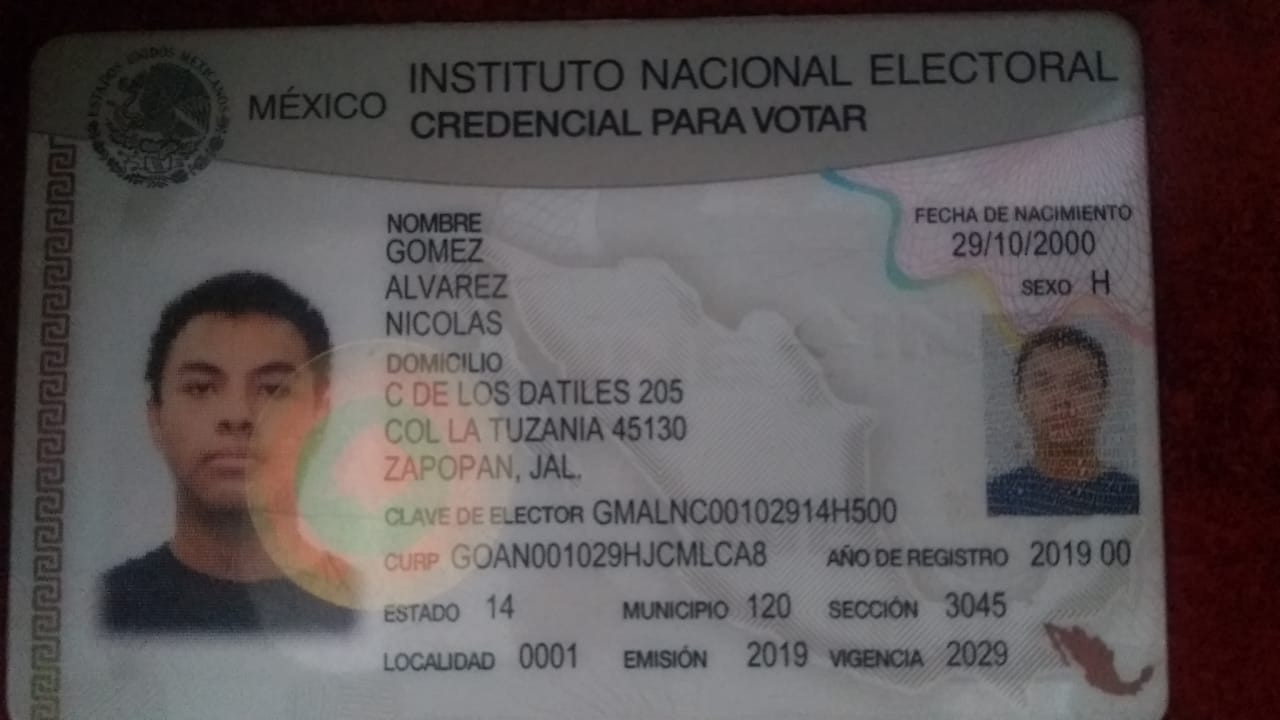 ESTADOS UNIDOS MEXICANOS
MÉXICO
INSTITUTO NACIONAL ELECTORAL
CREDENCIAL PARA VOTAR
NOMBRE
GOMEZ
ALVAREZ
NICOLAS
FECHA DE NACIMIENTO
29/10/2000
SEXO H
DOMICILIO
C DE LOS DATILES 205
COL LA TUZANIA 45130
ZAPOPAN, JAL.
CLAVE DE ELECTOR GMALNC00102914H500
CURP GOAN001029HJCMLCA8 AÑO DE REGISTRO 2019 00
ESTADO 14 MUNICIPIO 120 SECCIÓN 3045
LOCALIDAD 0001 EMISIÓN 2019 VIGENCIA 2029